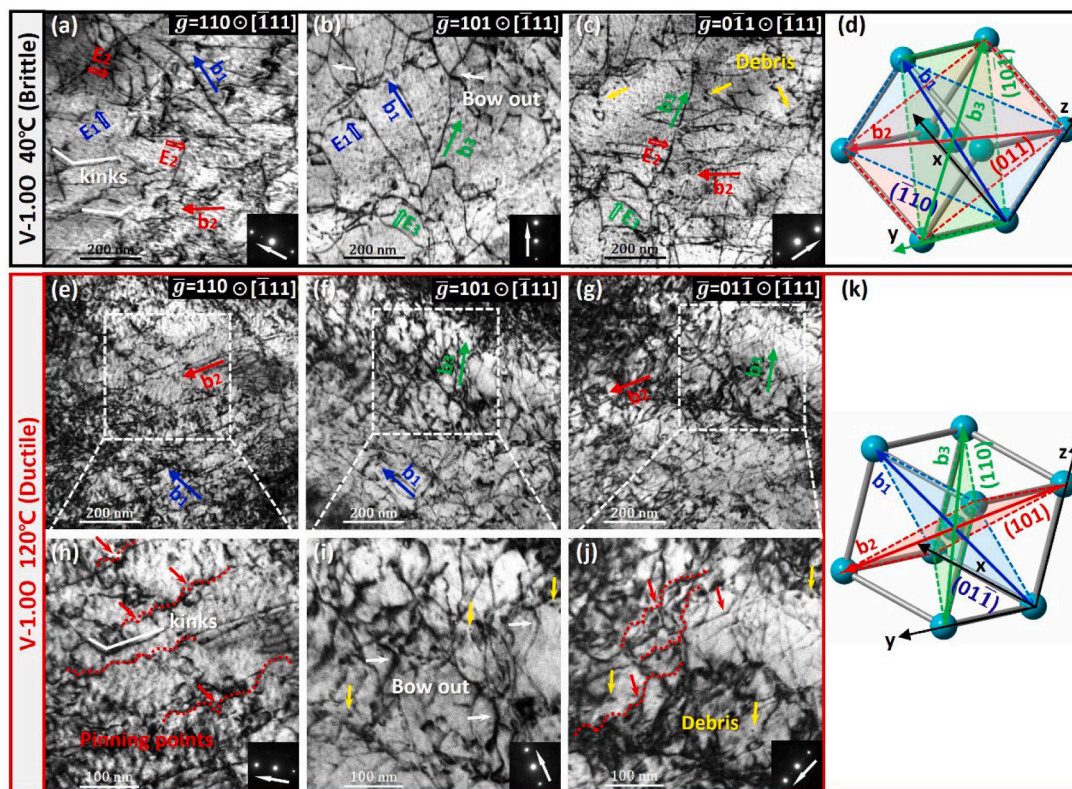 V-1.0O 40℃ (Brittle)
(a)
g̅=110⊙[1̅11]
E2
b1
E1
E2
kinks
b2
200 nm
(b)
g̅=101⊙[1̅11]
b1
Bow out
E1
b3
E3
200 nm
(c)
g̅=01̅1⊙[1̅11]
Debris
b3
E2
b2
E3
200 nm
(d)
b1
(101̅)
z
b3
b2
x
(011)
(1̅10)
y
V-1.0O 120℃ (Ductile)
(e)
g̅=110⊙[1̅11]
b2
b1
200 nm
(f)
g̅=101⊙[1̅11]
b3
b1
200 nm
(g)
g̅=011̅⊙[1̅11]
b3
b2
200 nm
(h)
kinks
Pinning points
100 nm
(i)
Bow out
100 nm
(j)
Debris
100 nm
(k)
b3
(110)
z
b1
b2
(101)
x
(011)
y